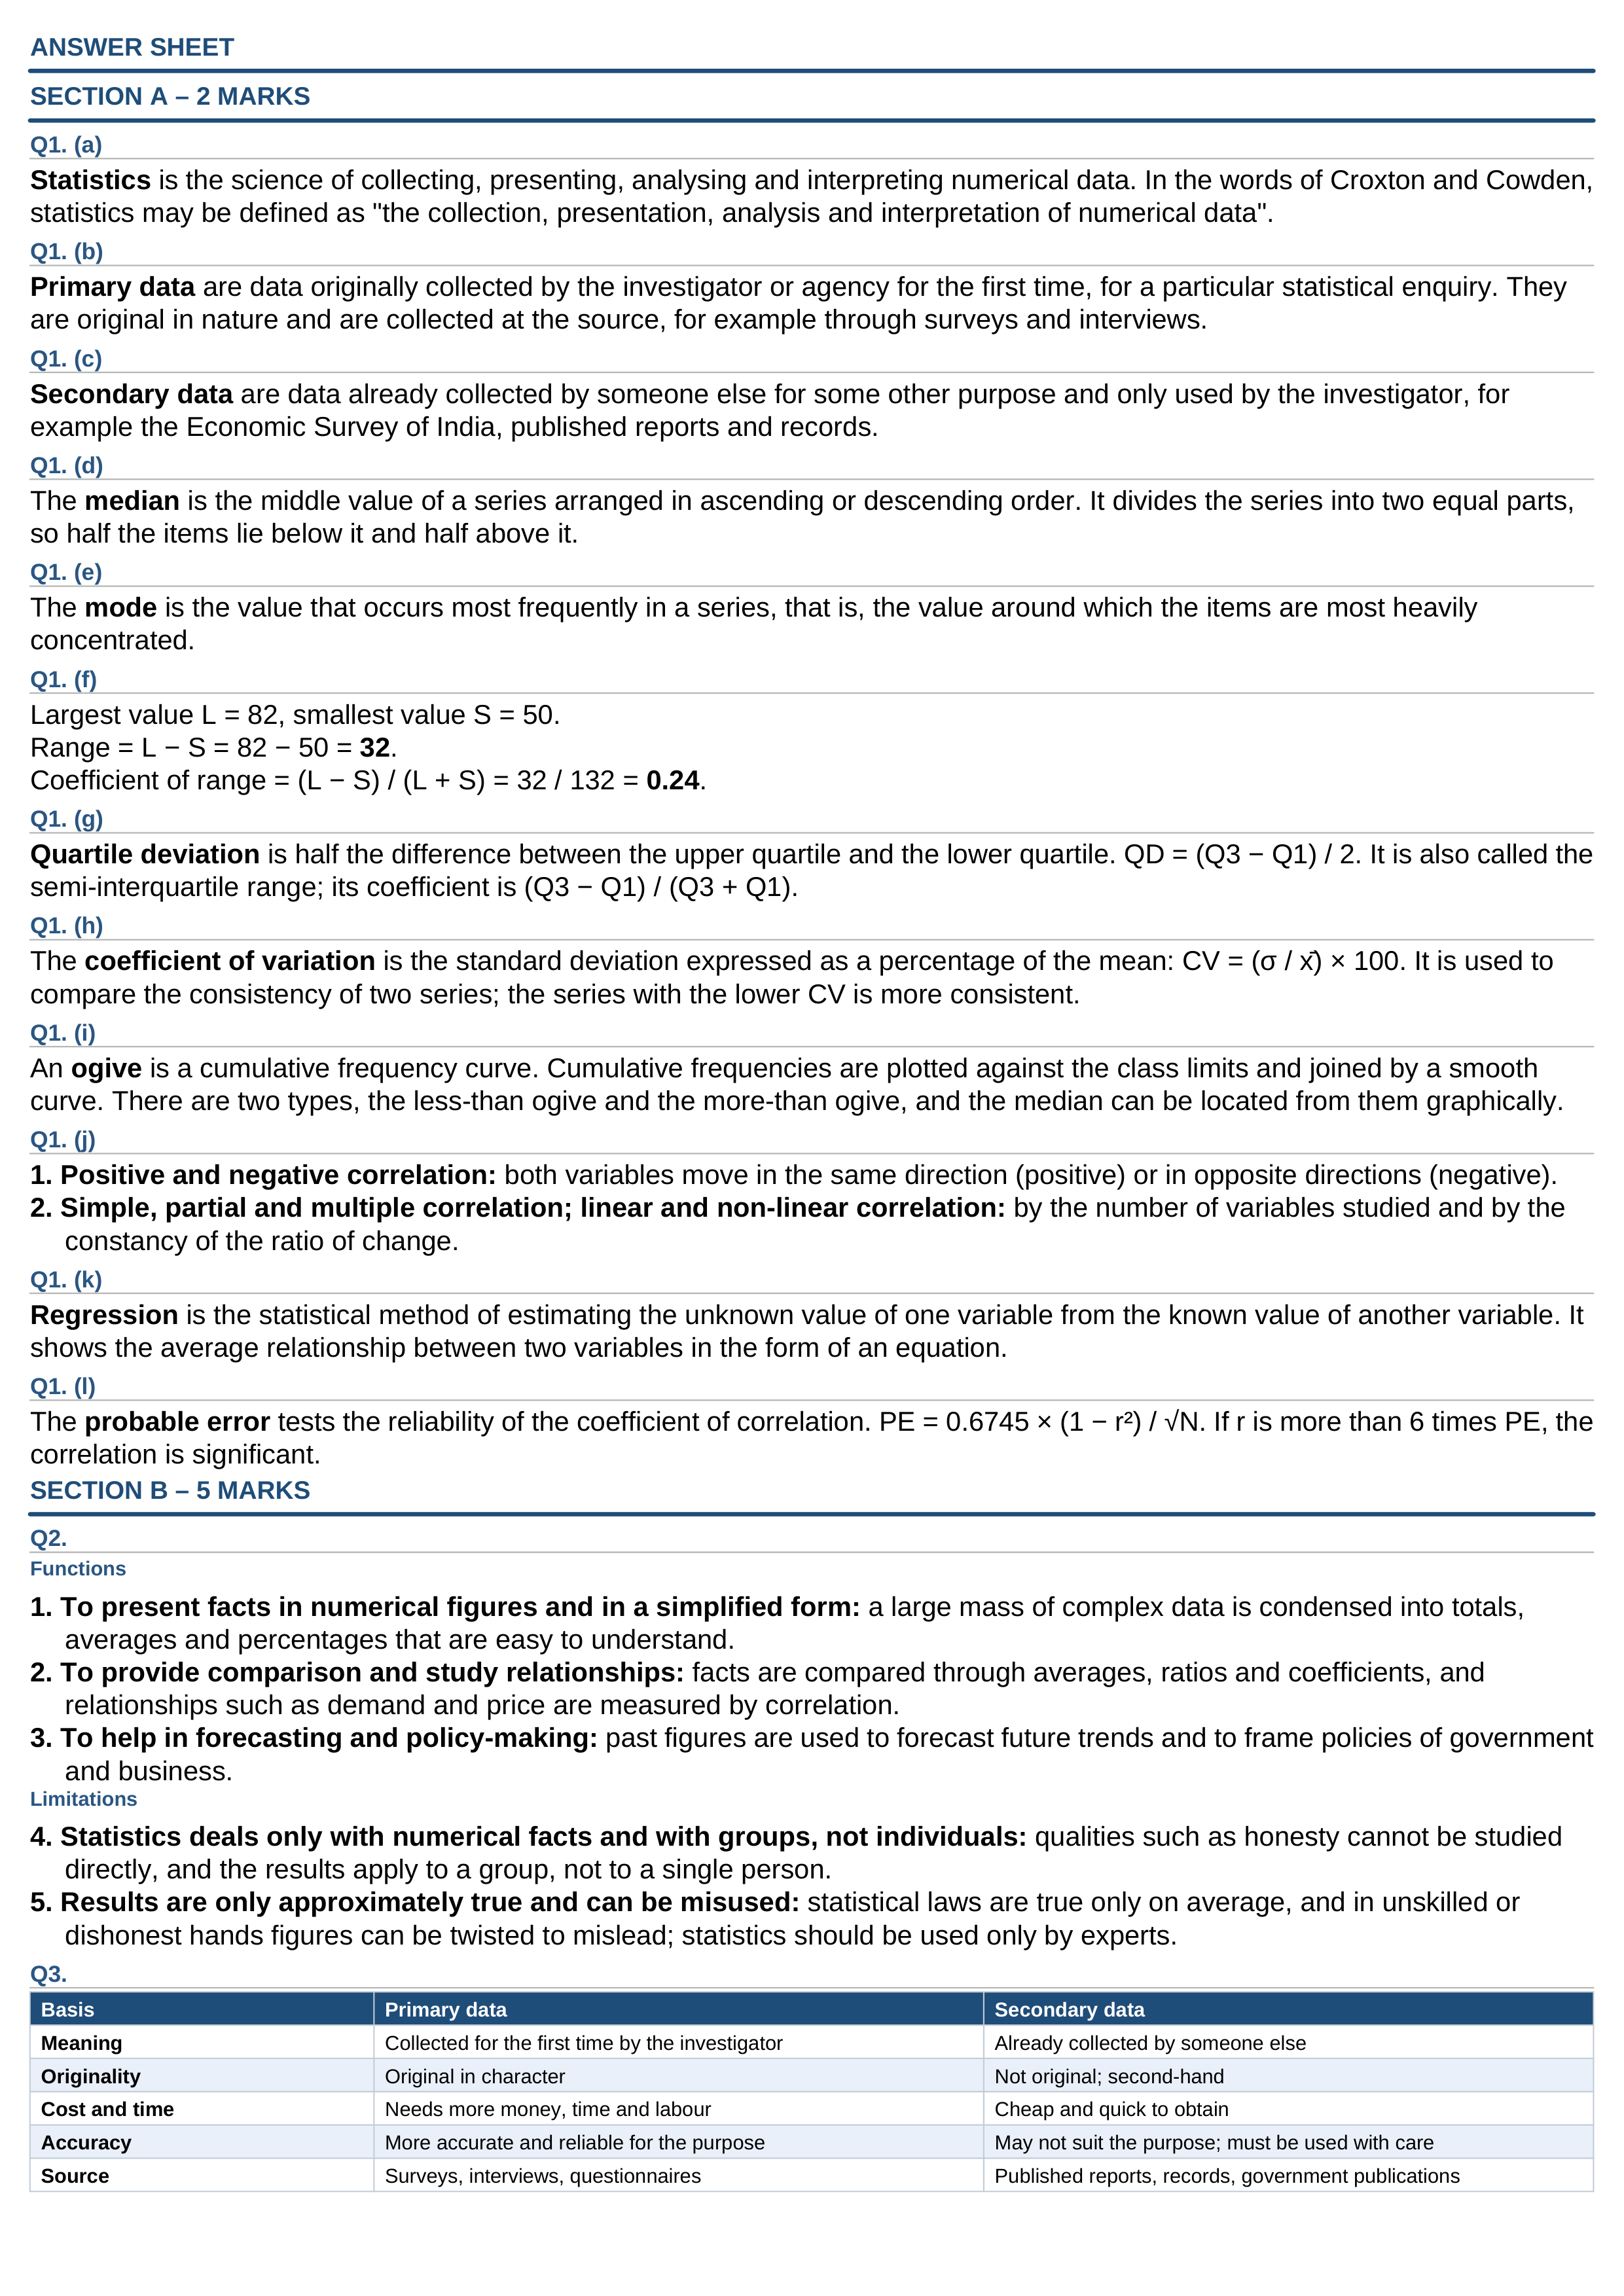 ANSWER SHEET
SECTION A – 2 MARKS
Q1. (a)
Statistics is the science of collecting, presenting, analysing and interpreting numerical data. In the words of Croxton and Cowden,
statistics may be defined as "the collection, presentation, analysis and interpretation of numerical data".
Q1. (b)
Primary data are data originally collected by the investigator or agency for the first time, for a particular statistical enquiry. They
are original in nature and are collected at the source, for example through surveys and interviews.
Q1. (c)
Secondary data are data already collected by someone else for some other purpose and only used by the investigator, for
example the Economic Survey of India, published reports and records.
Q1. (d)
The median is the middle value of a series arranged in ascending or descending order. It divides the series into two equal parts,
so half the items lie below it and half above it.
Q1. (e)
The mode is the value that occurs most frequently in a series, that is, the value around which the items are most heavily
concentrated.
Q1. (f)
Largest value L = 82, smallest value S = 50.
Range = L − S = 82 − 50 = 32.
Coefficient of range = (L − S) / (L + S) = 32 / 132 = 0.24.
Q1. (g)
Quartile deviation is half the difference between the upper quartile and the lower quartile. QD = (Q3 − Q1) / 2. It is also called the
semi-interquartile range; its coefficient is (Q3 − Q1) / (Q3 + Q1).
Q1. (h)
The coefficient of variation is the standard deviation expressed as a percentage of the mean: CV = (σ / x̄) × 100. It is used to
compare the consistency of two series; the series with the lower CV is more consistent.
Q1. (i)
An ogive is a cumulative frequency curve. Cumulative frequencies are plotted against the class limits and joined by a smooth
curve. There are two types, the less-than ogive and the more-than ogive, and the median can be located from them graphically.
Q1. (j)
1. Positive and negative correlation: both variables move in the same direction (positive) or in opposite directions (negative).
2. Simple, partial and multiple correlation; linear and non-linear correlation: by the number of variables studied and by the
constancy of the ratio of change.
Q1. (k)
Regression is the statistical method of estimating the unknown value of one variable from the known value of another variable. It
shows the average relationship between two variables in the form of an equation.
Q1. (l)
The probable error tests the reliability of the coefficient of correlation. PE = 0.6745 × (1 − r²) / √N. If r is more than 6 times PE, the
correlation is significant.
SECTION B – 5 MARKS
Q2.
Functions
1. To present facts in numerical figures and in a simplified form: a large mass of complex data is condensed into totals,
averages and percentages that are easy to understand.
2. To provide comparison and study relationships: facts are compared through averages, ratios and coefficients, and
relationships such as demand and price are measured by correlation.
3. To help in forecasting and policy-making: past figures are used to forecast future trends and to frame policies of government
and business.
Limitations
4. Statistics deals only with numerical facts and with groups, not individuals: qualities such as honesty cannot be studied
directly, and the results apply to a group, not to a single person.
5. Results are only approximately true and can be misused: statistical laws are true only on average, and in unskilled or
dishonest hands figures can be twisted to mislead; statistics should be used only by experts.
Q3.
Basis Primary data Secondary data
Meaning Collected for the first time by the investigator Already collected by someone else
Originality Original in character Not original; second-hand
Cost and time Needs more money, time and labour Cheap and quick to obtain
Accuracy More accurate and reliable for the purpose May not suit the purpose; must be used with care
Source Surveys, interviews, questionnaires Published reports, records, government publications